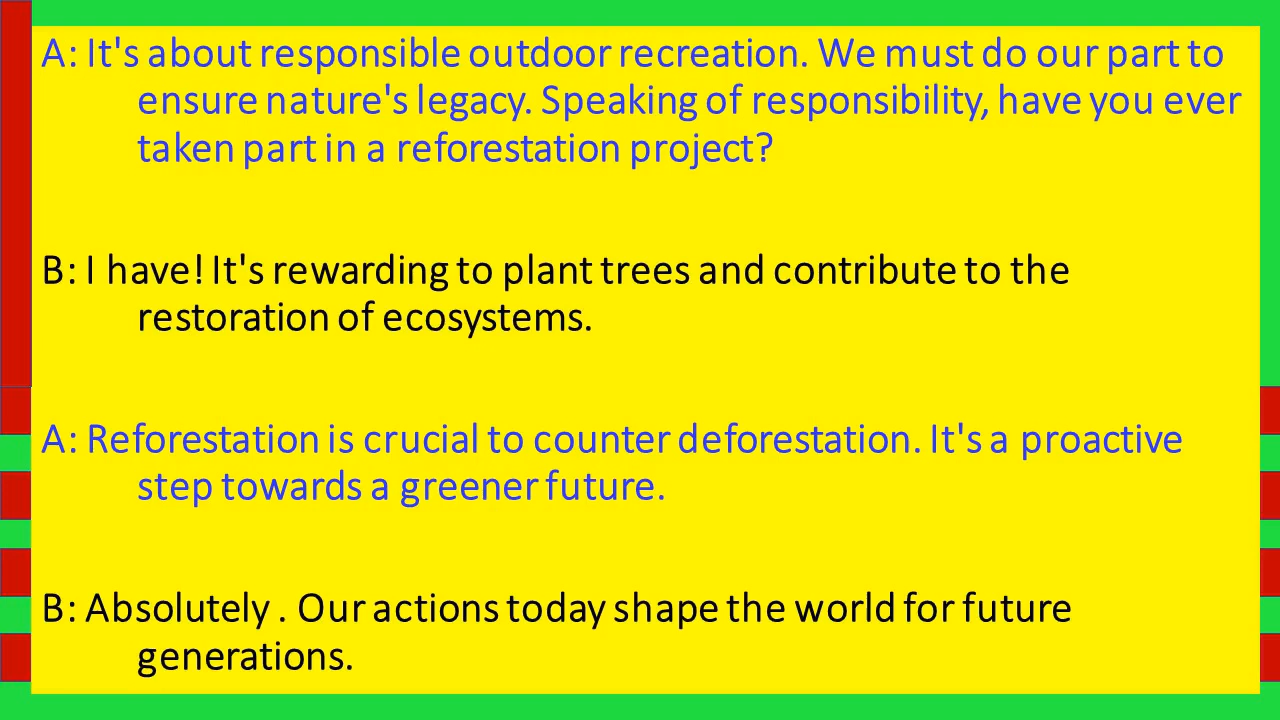 A: It's about responsible outdoor recreation. We must do our part to
ensure nature's legacy. Speaking of responsibility, have you ever
taken part in a reforestation project?
B: I have! It's rewarding to plant trees and contribute to the
restoration of ecosystems.
A: Reforestation is crucial to counter deforestation. It's a proactive
step towards a greener future.
B: Absolutely . Our actions today shape the world for future
generations.